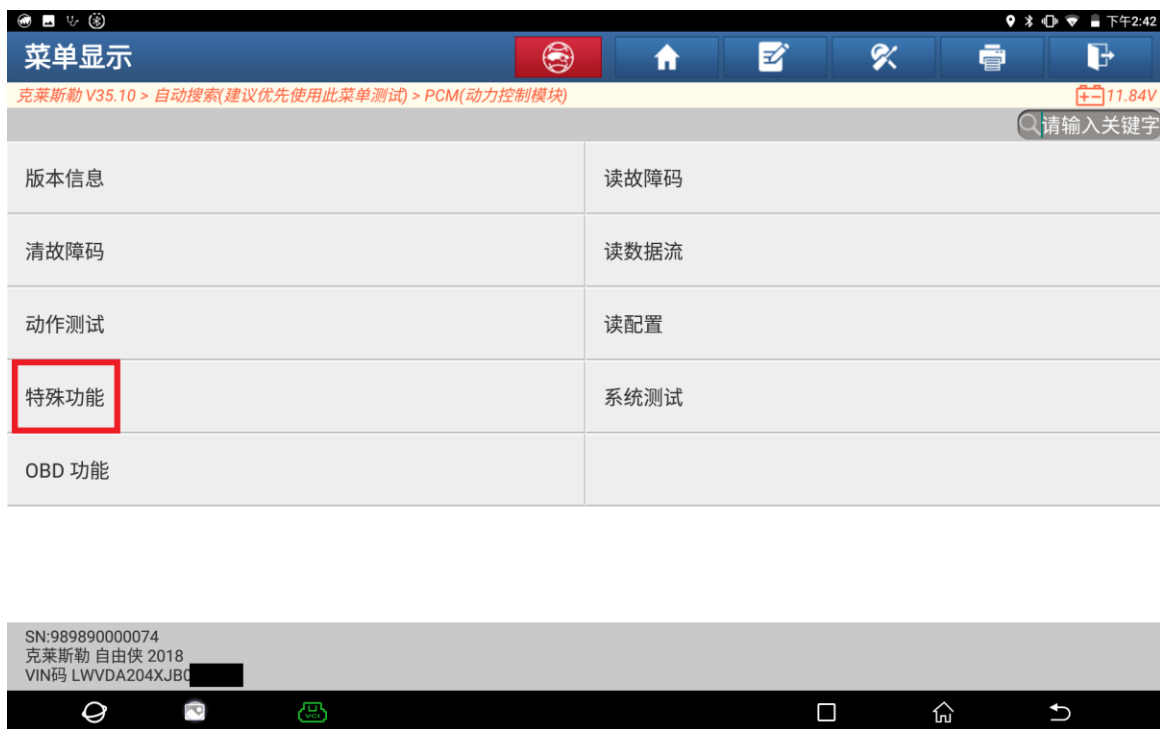 下午2:42
菜单显示
克莱斯勒 V35.10 > 自动搜索(建议优先使用此菜单测试) > PCM(动力控制模块)
11.84V
请输入关键字
版本信息
读故障码
清故障码
读数据流
动作测试
读配置
特殊功能
系统测试
OBD 功能
SN:989890000074
克莱斯勒 自由侠 2018
VIN码 LWVDA204XJB0
VCI